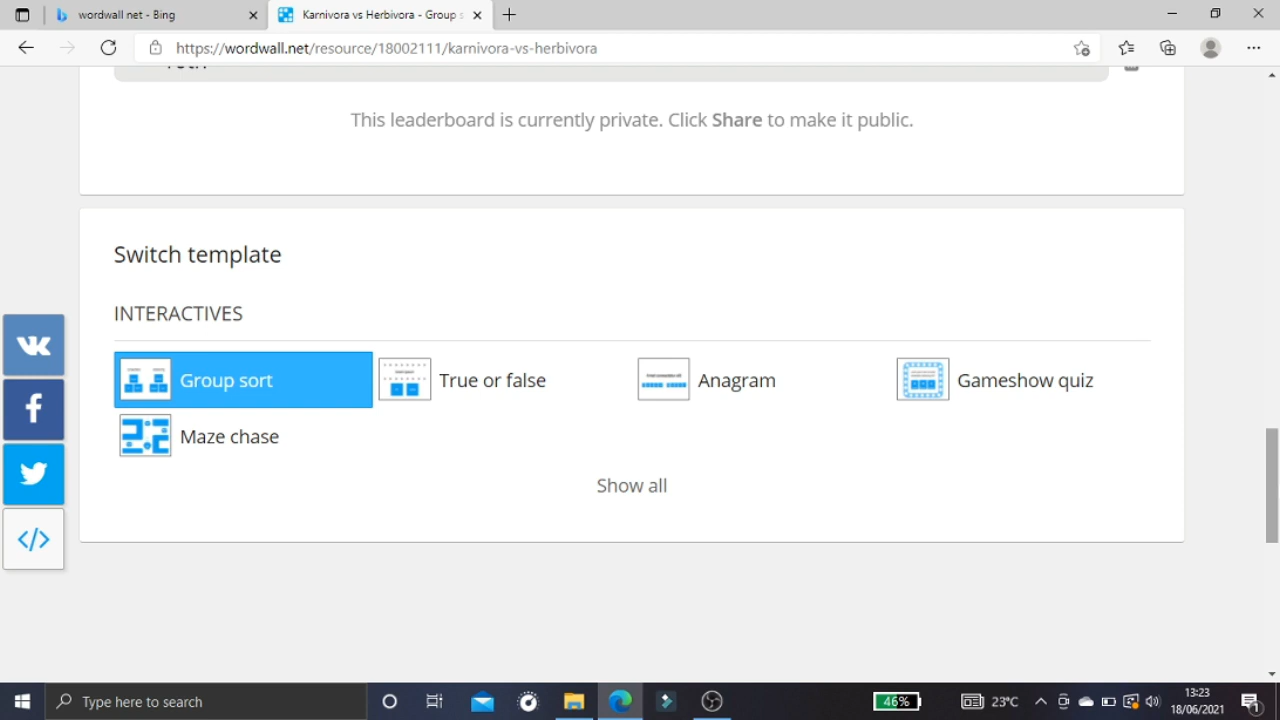 wordwall net - Bing
Karnivora vs Herbivora - Group s
https://wordwall.net/resource/18002111/karnivora-vs-herbivora
This leaderboard is currently private. Click Share to make it public.
Switch template
INTERACTIVES
Group sort
True or false
Anagram
Gameshow quiz
Maze chase
Show all
Type here to search
46%
23°C
13:23
18/06/2021